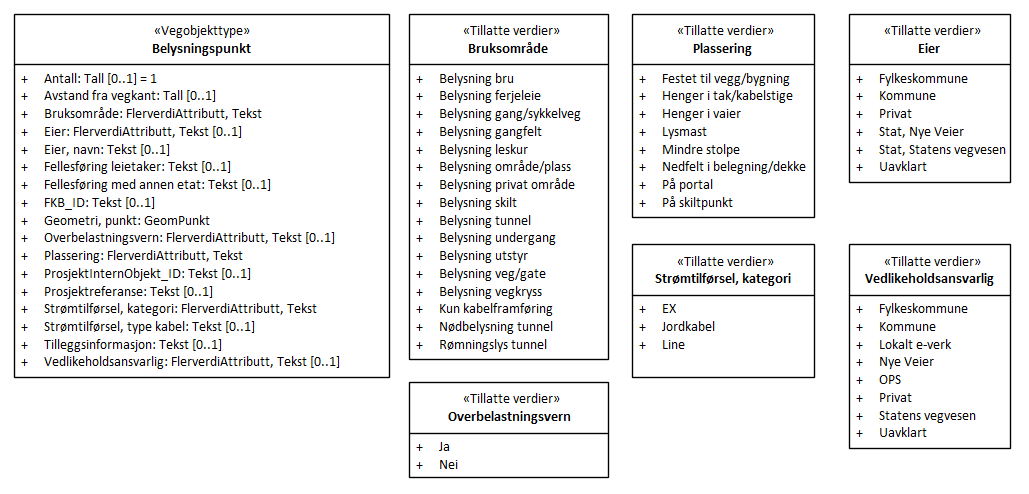 «Vegobjekttype»
Belysningspunkt
+ Antall: Tall [0..1] = 1
+ Avstand fra vegkant: Tall [0..1]
+ Bruksområde: FlerverdiAttributt, Tekst
+ Eier: FlerverdiAttributt, Tekst [0..1]
+ Eier, navn: Tekst [0..1]
+ Fellesføring leietaker: Tekst [0..1]
+ Fellesføring med annen etat: Tekst [0..1]
+ FKB_ID: Tekst [0..1]
+ Geometri, punkt: GeomPunkt
+ Overbelastningsvern: FlerverdiAttributt, Tekst [0..1]
+ Plassering: FlerverdiAttributt, Tekst
+ ProsjektInternObjekt_ID: Tekst [0..1]
+ Prosjektreferanse: Tekst [0..1]
+ Strømtilførsel, kategori: FlerverdiAttributt, Tekst
+ Strømtilførsel, type kabel: Tekst [0..1]
+ Tilleggsinformasjon: Tekst [0..1]
+ Vedlikeholdsansvarlig: FlerverdiAttributt, Tekst [0..1]
«Tillatte verdier»
Bruksområde
+ Belysning bru
+ Belysning ferjeleie
+ Belysning gang/sykkelveg
+ Belysning gangfelt
+ Belysning leskur
+ Belysning område/plass
+ Belysning privat område
+ Belysning skilt
+ Belysning tunnel
+ Belysning undergang
+ Belysning utstyr
+ Belysning veg/gate
+ Belysning vegkryss
+ Kun kabelframføring
+ Nødbelysning tunnel
+ Rømningslys tunnel
«Tillatte verdier»
Overbelastningsvern
+ Ja
+ Nei
«Tillatte verdier»
Plassering
+ Festet til vegg/bygning
+ Henger i tak/kabelstige
+ Henger i vaier
+ Lysmast
+ Mindre stolpe
+ Nedfelt i belegning/dekke
+ På portal
+ På skiltpunkt
«Tillatte verdier»
Strømtilførsel, kategori
+ EX
+ Jordkabel
+ Line
«Tillatte verdier»
Eier
+ Fylkeskommune
+ Kommune
+ Privat
+ Stat, Nye Veier
+ Stat, Statens vegvesen
+ Uavklart
«Tillatte verdier»
Vedlikeholdsansvarlig
+ Fylkeskommune
+ Kommune
+ Lokalt e-verk
+ Nye Veier
+ OPS
+ Privat
+ Statens vegvesen
+ Uavklart